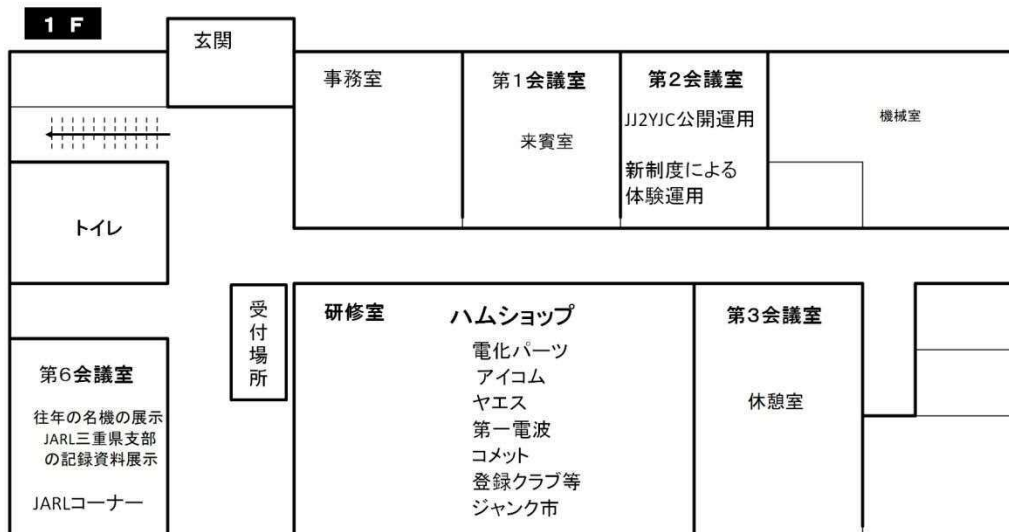 1 F
玄関
事務室
第1会議室
来賓室
第2会議室
JJ2YJC公開運用
新制度による
体験運用
機械室
トイレ
受付場所
研修室
ハムショップ
電化パーツ
アイコム
ヤエス
第一電波
コメット
登録クラブ等
ジャンク市
第3会議室
休憩室
第6会議室
往年の名機の展示
JARL三重県支部
の記録資料展示
JARLコーナー